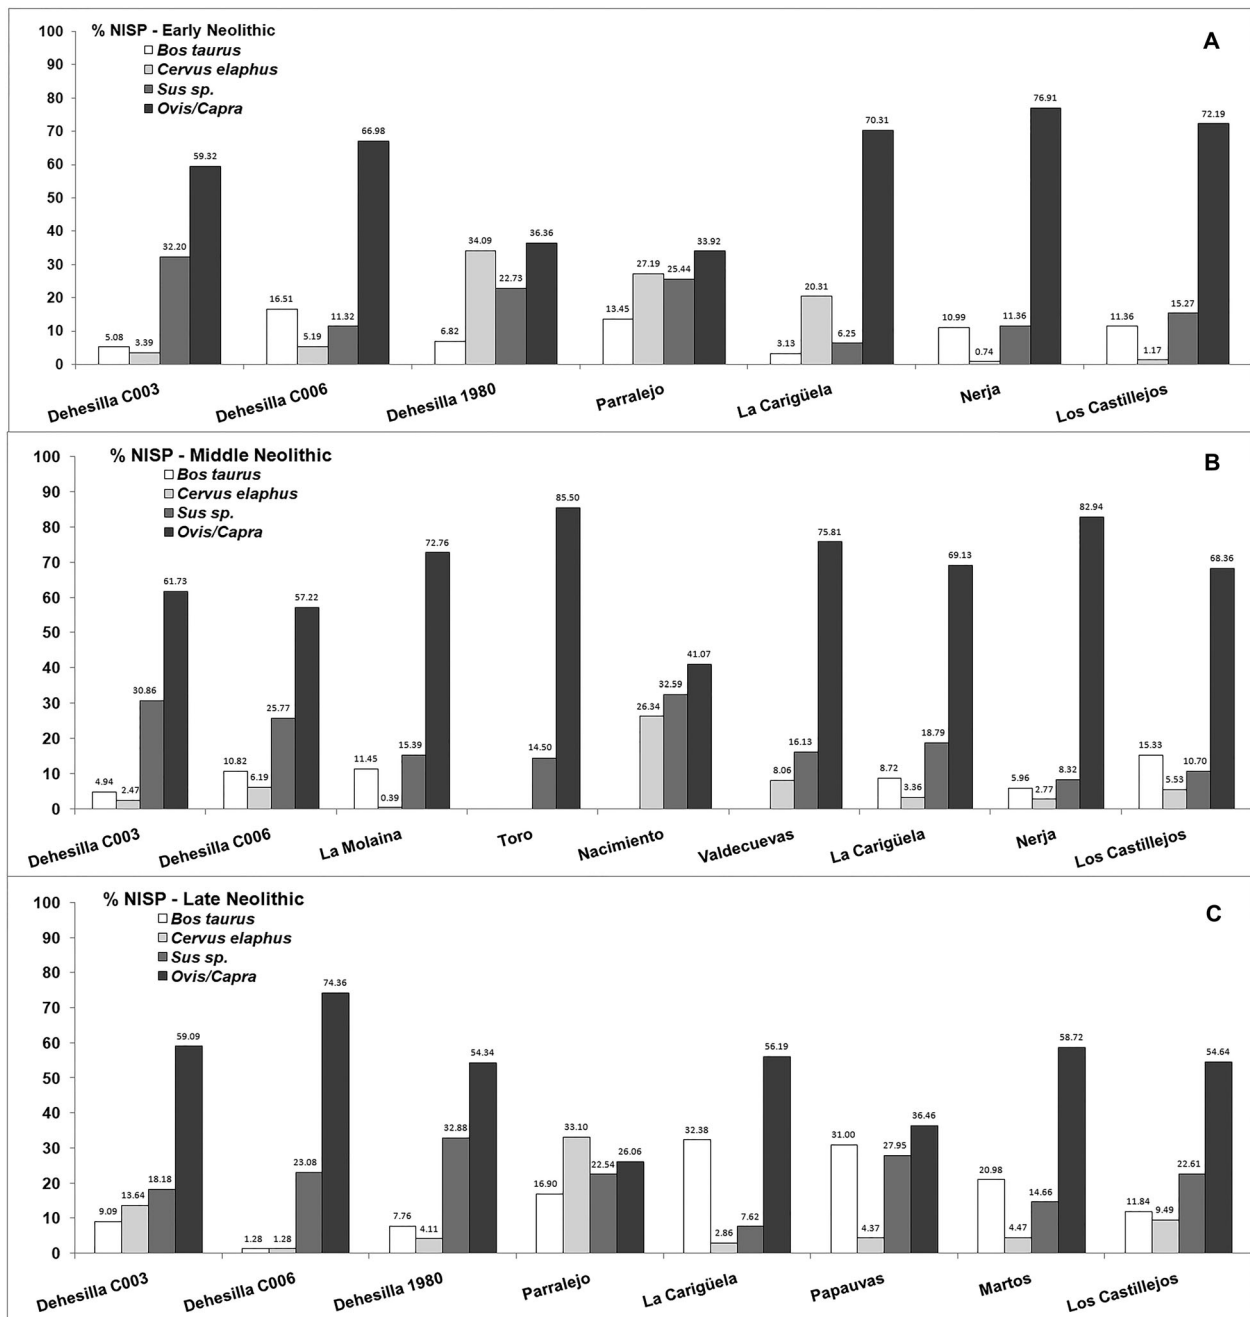 % NISP - Early Neolithic
A
Bos taurus
Cervus elaphus
Sus sp.
Ovis/Capra
100
90
80
70
60
50
40
30
20
10
0
5.08 3.39 32.20 59.32
16.51 5.19 11.32 66.98
6.82 34.09 22.73 36.36
13.45 27.19 25.44 33.92
3.13 20.31 6.25 70.31
10.99 0.74 11.36 76.91
11.36 1.17 15.27 72.19
Dehesilla C003 Dehesilla C006 Dehesilla 1980 Parralejo La Carigüela Nerja Los Castillejos
% NISP - Middle Neolithic
B
Bos taurus
Cervus elaphus
Sus sp.
Ovis/Capra
100
90
80
70
60
50
40
30
20
10
0
4.94 2.47 30.86 61.73
10.82 6.19 25.77 57.22
11.45 0.39 15.39 72.76
14.50 85.50
26.34 32.59 41.07
8.06 16.13 75.81
8.72 3.36 18.79 69.13
5.96 2.77 8.32 82.94
15.33 5.53 10.70 68.36
Dehesilla C003 Dehesilla C006 La Molaina Toro Nacimiento Valdecuevas La Carigüela Nerja Los Castillejos
% NISP - Late Neolithic
C
Bos taurus
Cervus elaphus
Sus sp.
Ovis/Capra
100
90
80
70
60
50
40
30
20
10
0
9.09 13.64 18.18 59.09
1.28 1.28 23.08 74.36
7.76 4.11 32.88 54.34
16.90 33.10 22.54 26.06
32.38 2.86 7.62 56.19
31.00 4.37 27.95 36.46
20.98 4.47 14.66 58.72
11.84 9.49 22.61 54.64
Dehesilla C003 Dehesilla C006 Dehesilla 1980 Parralejo La Carigüela Papauvas Martos Los Castillejos